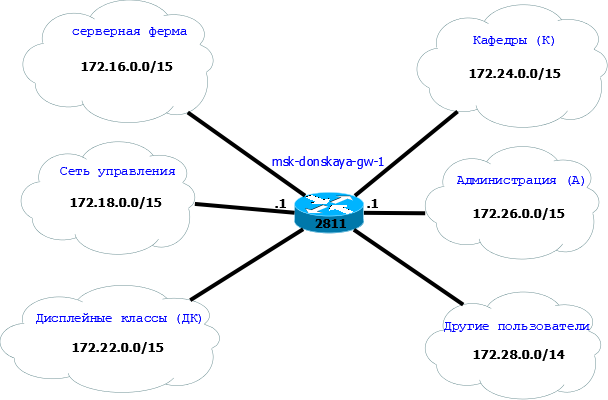 серверная ферма
172.16.0.0/15
Кафедры (К)
172.24.0.0/15
msk-donskaya-gw-1
Сеть управления
172.18.0.0/15
.1
.1
2811
Администрация (А)
172.26.0.0/15
Дисплейные классы (ДК)
172.22.0.0/15
Другие пользователи
172.28.0.0/14